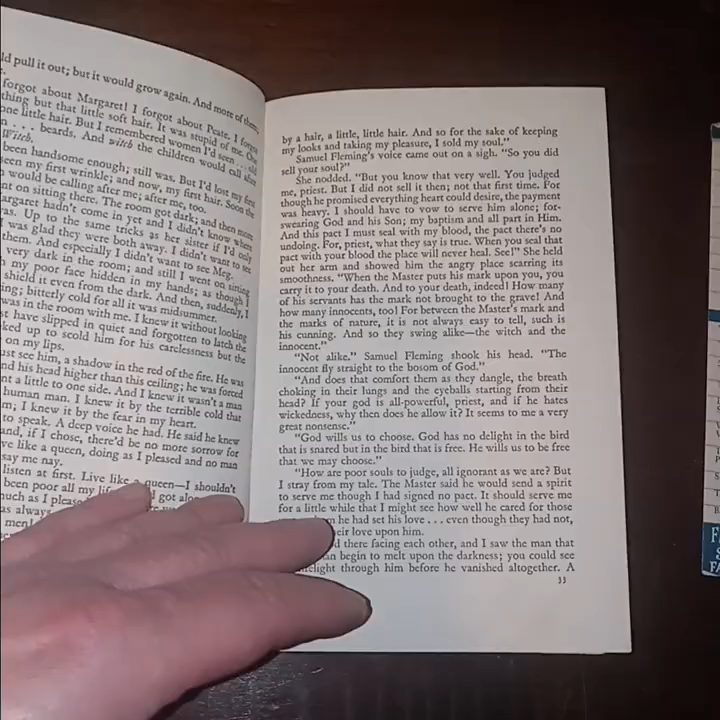 ld pull it out; but it would grow again. And more of them,
forgot about Margaret! I forgot about Peate. I forgot
thing but that little soft hair. It was stupid of me. One
one little hair. But I remembered women I'd seen . . . old
n . . . beards. And witch the children would call after
Witch.
been handsome enough; still was. But I'd lost my first
seen my first wrinkle; and now, my first hair. Soon the
would be calling after me; after me, too.
nt on sitting there. The room got dark; and then more
argaret hadn't come in yet and I didn't know where
as. Up to the same tricks as her sister if I'd only
I was glad they were both away. I didn't want to see
them. And especially I didn't want to see Meg.
very dark in the room; and still I went on sitting
my poor face hidden in my hands; as though I
shield it even from the dark. And then, suddenly, I
ing; bitterly cold for all it was midsummer.
was in the room with me. I knew it without looking
st have slipped in quiet and forgotten to latch the
ked up to scold him for his carelessness but the
on my lips.
ust see him, a shadow in the red of the fire. He was
nd his head higher than this ceiling; he was forced
nt a little to one side. And I knew it wasn't a man
human man. I knew it by the terrible cold that
m; I knew it by the fear in my heart.
to speak. A deep voice he had. He said he knew
and, if I chose, there'd be no more sorrow for
ve like a queen, doing as I pleased and no man
say me nay.
listen at first. Live like a queen—I shouldn't
been poor all my life I got
much as I
as always
men!
by a hair, a little, little hair. And so for the sake of keeping
my looks and taking my pleasure, I sold my soul."
Samuel Fleming's voice came out on a sigh. "So you did
sell your soul?"
She nodded. "But you know that very well. You judged
me, priest. But I did not sell it then; not that first time. For
though he promised everything heart could desire, the payment
was heavy. I should have to vow to serve him alone; for-
swearing God and his Son; my baptism and all part in Him.
And this pact I must seal with my blood, the pact there's no
undoing. For, priest, what they say is true. When you seal that
pact with your blood the place will never heal. See!" She held
out her arm and showed him the angry place scarring its
smoothness. "When the Master puts his mark upon you, you
carry it to your death. And to your death, indeed! How many
of his servants has the mark not brought to the grave! And
how many innocents, too! For between the Master's mark and
the marks of nature, it is not always easy to tell, such is
his cunning. And so they swing alike—the witch and the
innocent."
"Not alike." Samuel Fleming shook his head. "The
innocent fly straight to the bosom of God."
"And does that comfort them as they dangle, the breath
choking in their lungs and the eyeballs starting from their
head? If your god is all-powerful, priest, and if he hates
wickedness, why then does he allow it? It seems to me a very
great nonsense."
"God wills us to choose. God has no delight in the bird
that is snared but in the bird that is free. He wills us to be free
that we may choose."
"How are poor souls to judge, all ignorant as we are? But
I stray from my tale. The Master said he would send a spirit
to serve me though I had signed no pact. It should serve me
for a little while that I might see how well he cared for those
he had set his love . . . even though they had not,
eir love upon him.
d there facing each other, and I saw the man that
an begin to melt upon the darkness; you could see
elight through him before he vanished altogether. A
33